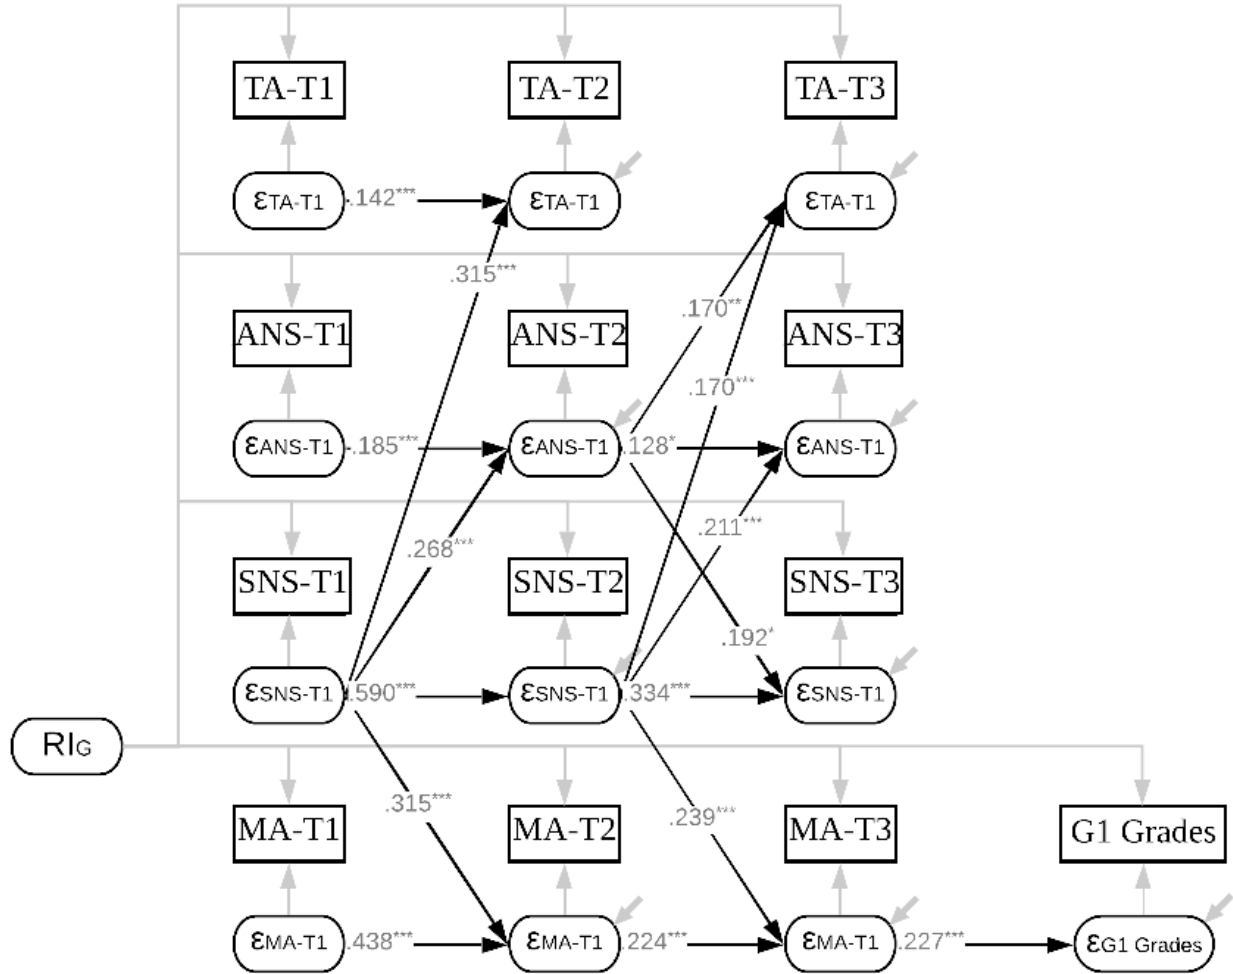 TA-T1 TA-T2 TA-T3
εTA-T1 .142*** εTA-T1 εTA-T1
.315***
.170**
ANS-T1 ANS-T2 ANS-T3
.170***
εANS-T1 .185*** εANS-T1 .128* εANS-T1
.211***
.268***
SNS-T1 SNS-T2 SNS-T3
.192*
εSNS-T1 .590*** εSNS-T1 .334*** εSNS-T1
RIG
.315***
.239***
MA-T1 MA-T2 MA-T3 G1 Grades
εMA-T1 .438*** εMA-T1 .224*** εMA-T1 .227*** εG1 Grades